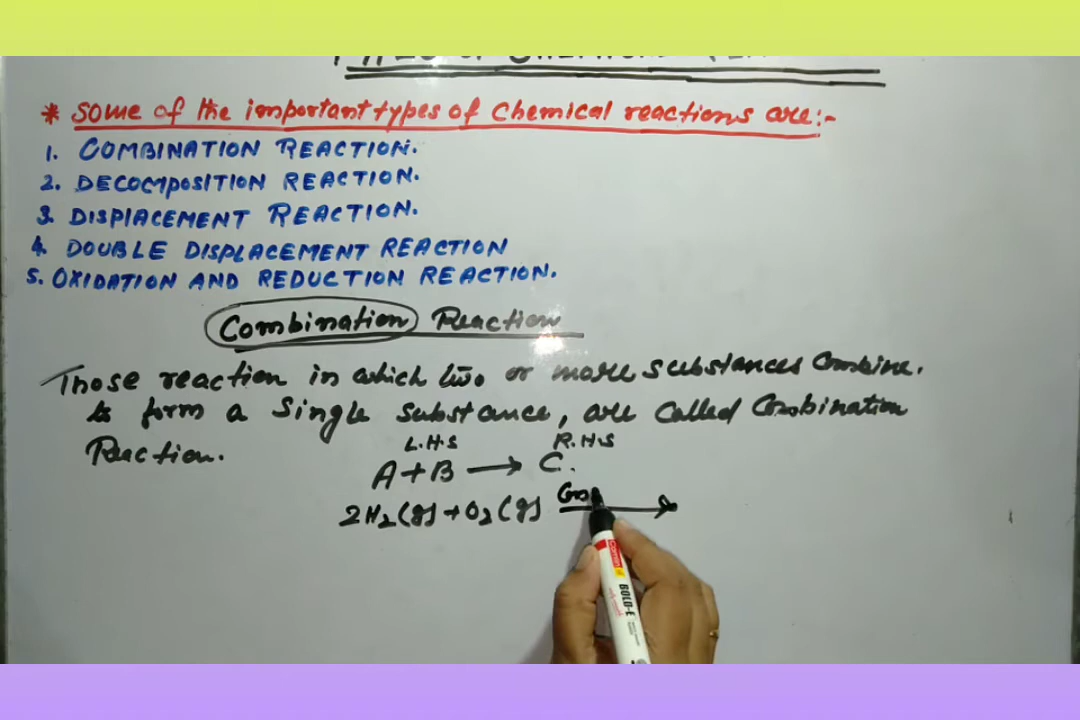 * Some of the important types of Chemical reactions are:-
1. COMBINATION REACTION.
2. DECOMPOSITION REACTION.
3. DISPLACEMENT REACTION.
4. DOUBLE DISPLACEMENT REACTION
5. OXIDATION AND REDUCTION REACTION.
Combination Reaction
Those reaction in which two or more substances Combine.
to form a Single substance, are called Combination
Reaction.
L.H.S R.H.S
A+B → C.
2H₂(g) + O₂(g) →
GOLD-E